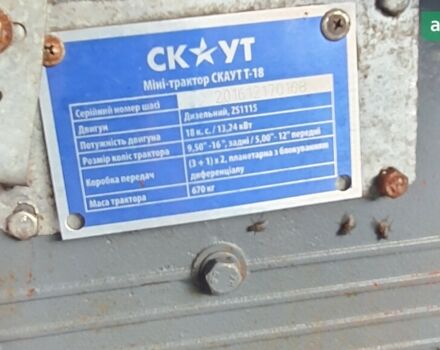 СК★УТ
Міні-трактор СКАУТ Т-18
Серійний номер шасі 201612170108
Двигун Дизельний, ZS1115
Потужність двигуна 18 к. с. / 13,24 кВт
Розмір коліс трактора 9,50˝-16˝, задні / 5,00˝- 12˝ передні
Коробка передач (3 + 1) x 2, планетарна з блокуванням
диференціалу
Маса трактора 670 кг
a